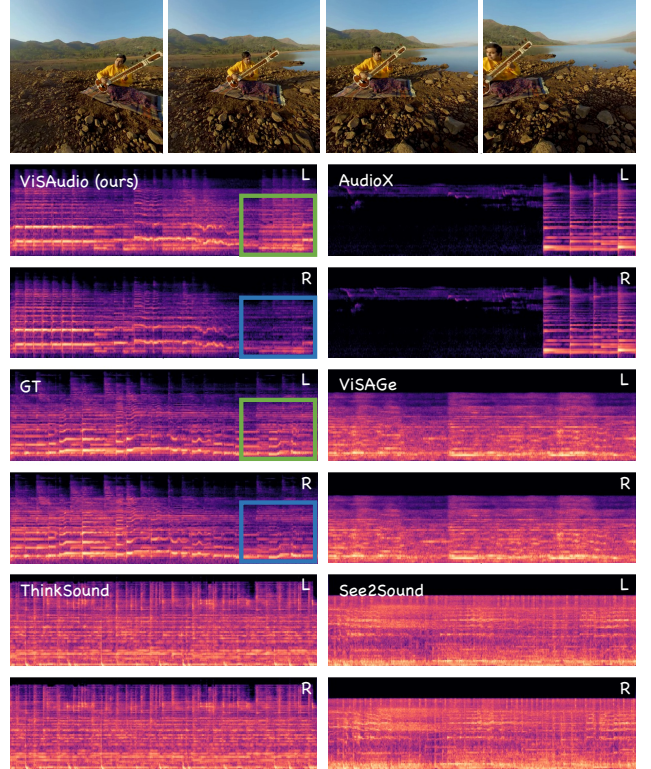 ViSAudio (ours) L
AudioX L
R
R
GT L
ViSAGe L
R
R
ThinkSound L
See2Sound L
R
R